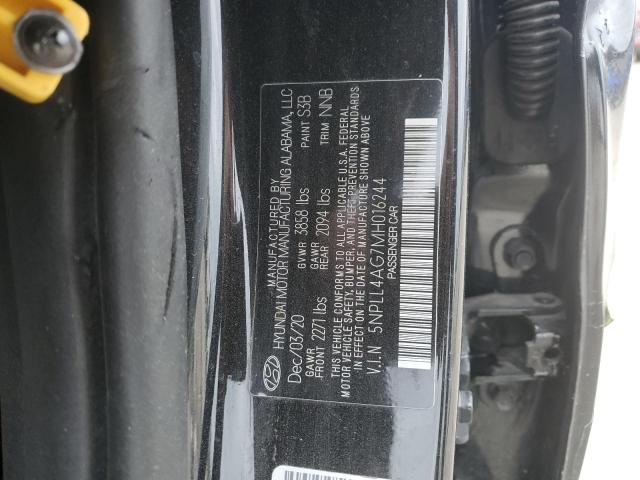 MANUFACTURED BY
HYUNDAI MOTOR MANUFACTURING ALABAMA, LLC
Dec/03/20 GVWR 3858 lbs PAINT S3B
GAWR FRONT 2271 lbs GAWR REAR 2094 lbs TRIM NNB
THIS VEHICLE CONFORMS TO ALL APPLICABLE U.S.A. FEDERAL
MOTOR VEHICLE SAFETY, BUMPER, AND THEFT PREVENTION STANDARDS
IN EFFECT ON THE DATE OF MANUFACTURE SHOWN ABOVE
V.I.N 5NPLL4AG7MH016244
PASSENGER CAR